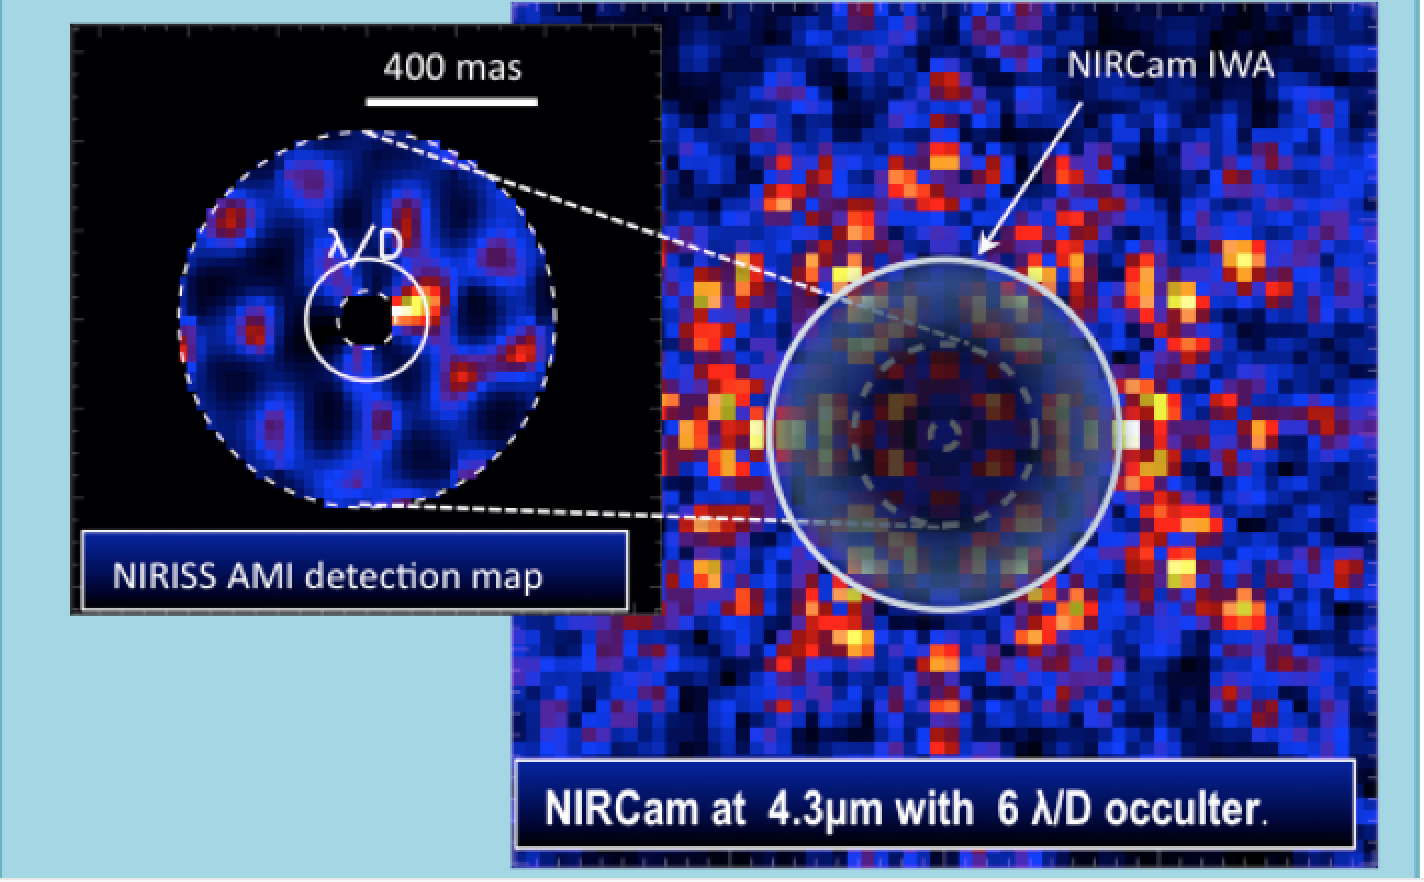 400 mas
NIRCam IWA
λ/D
NIRISS AMI detection map
NIRCam at 4.3μm with 6 λ/D occulter.